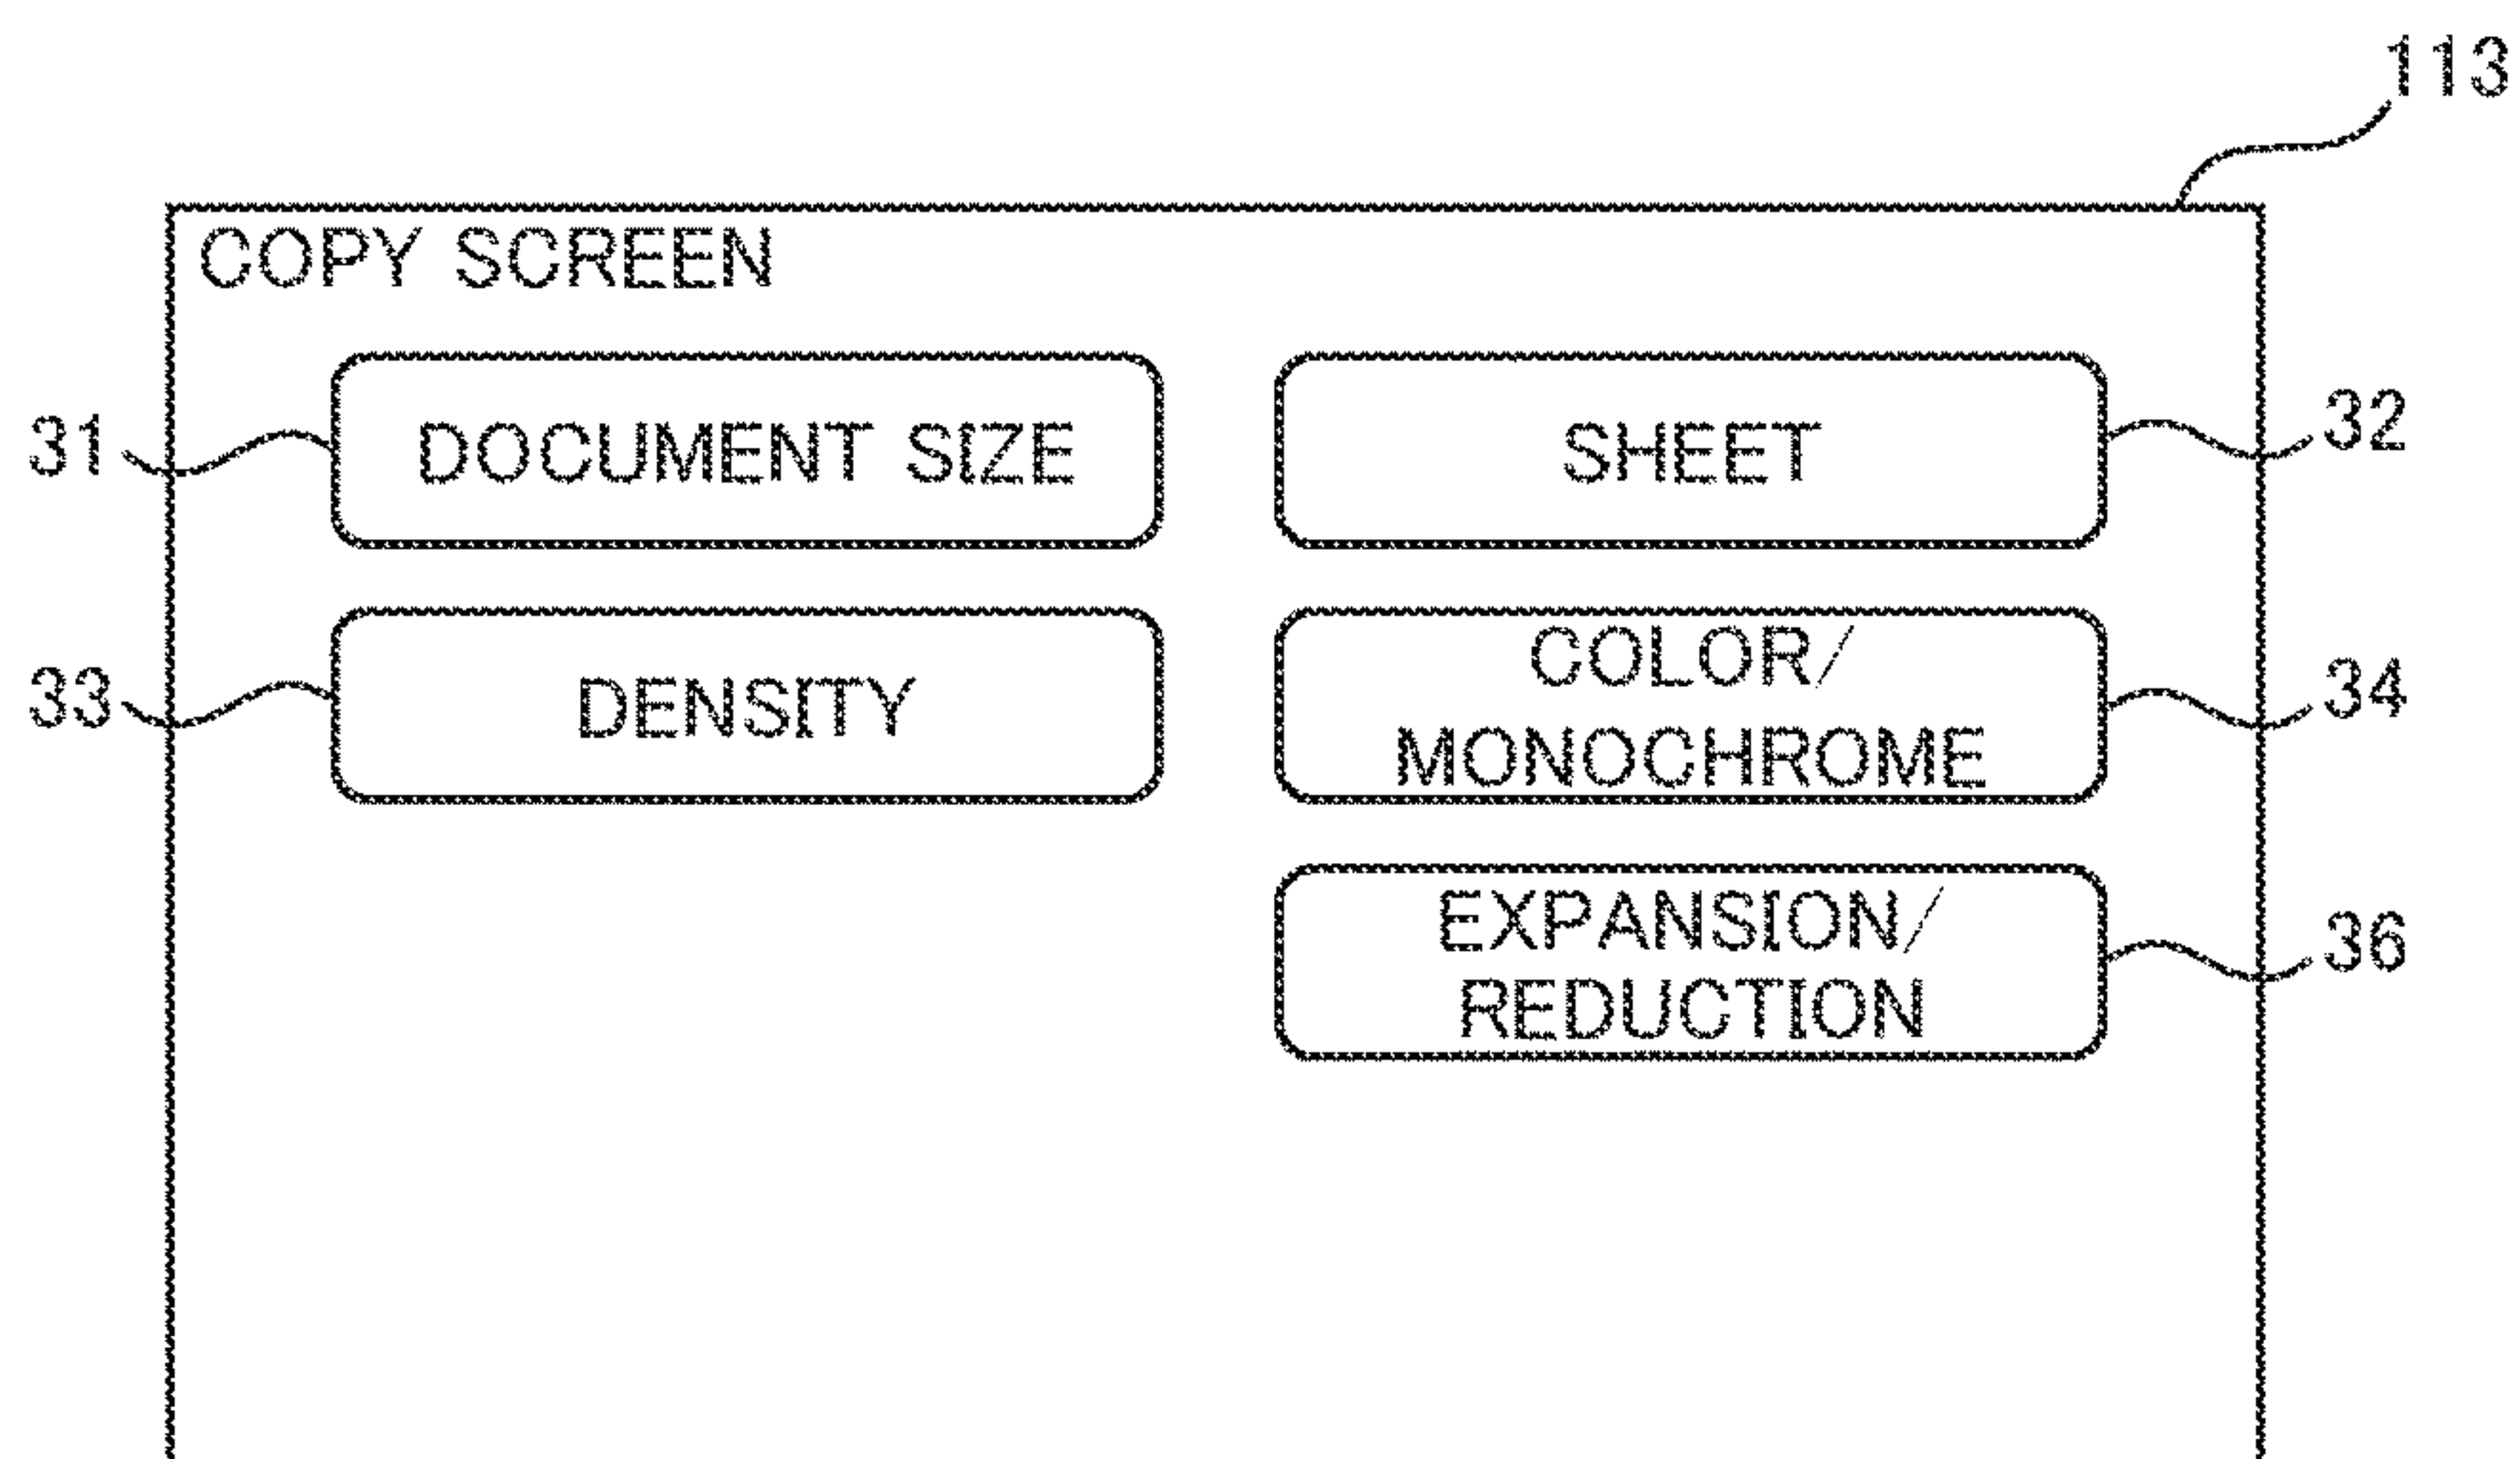 113
COPY SCREEN
31 DOCUMENT SIZE SHEET 32
33 DENSITY COLOR/
MONOCHROME 34
EXPANSION/
REDUCTION 36